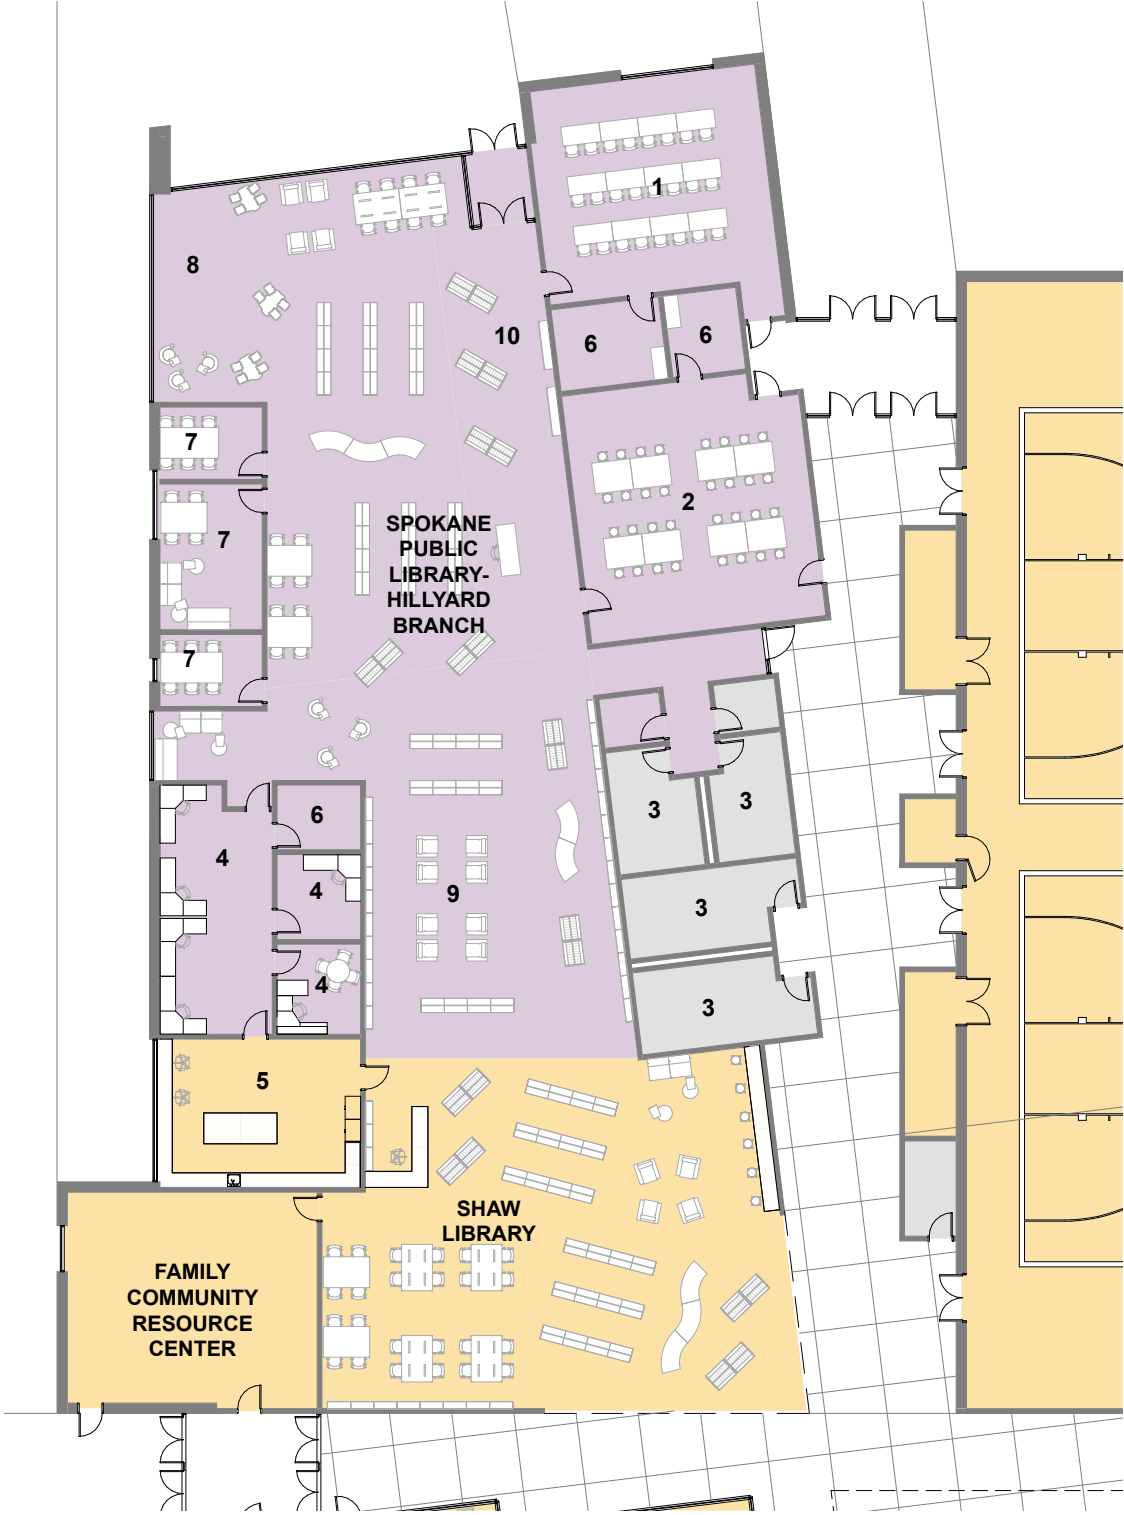 1
8
10
6
6
7
2
7
SPOKANE
PUBLIC
LIBRARY-
HILLYARD
BRANCH
7
6
3
3
4
4
9
3
4
3
5
SHAW
LIBRARY
FAMILY
COMMUNITY
RESOURCE
CENTER